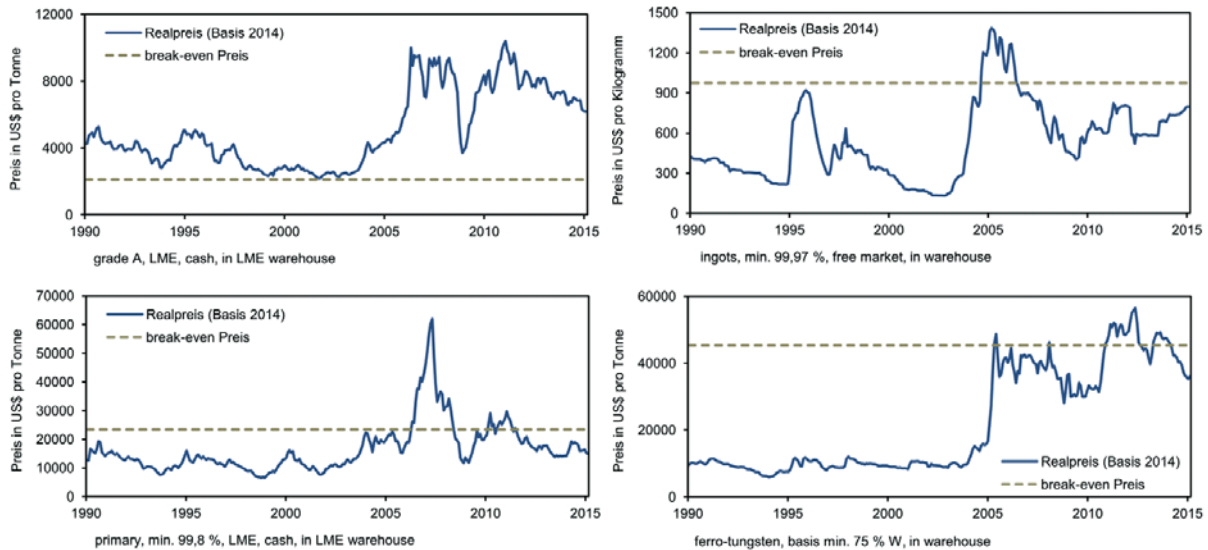 Preis in US$ pro Tonne
12000
8000
4000
0
Realpreis (Basis 2014)
break-even Preis
1990 1995 2000 2005 2010 2015
grade A, LME, cash, in LME warehouse
Preis in US$ pro Kilogramm
1500
1200
900
600
300
0
Realpreis (Basis 2014)
break-even Preis
1990 1995 2000 2005 2010 2015
ingots, min. 99,97 %, free market, in warehouse
Preis in US$ pro Tonne
70000
60000
50000
40000
30000
20000
10000
0
Realpreis (Basis 2014)
break-even Preis
1990 1995 2000 2005 2010 2015
primary, min. 99,8 %, LME, cash, in LME warehouse
Preis in US$ pro Tonne
60000
40000
20000
0
Realpreis (Basis 2014)
break-even Preis
1990 1995 2000 2005 2010 2015
ferro-tungsten, basis min. 75 % W, in warehouse